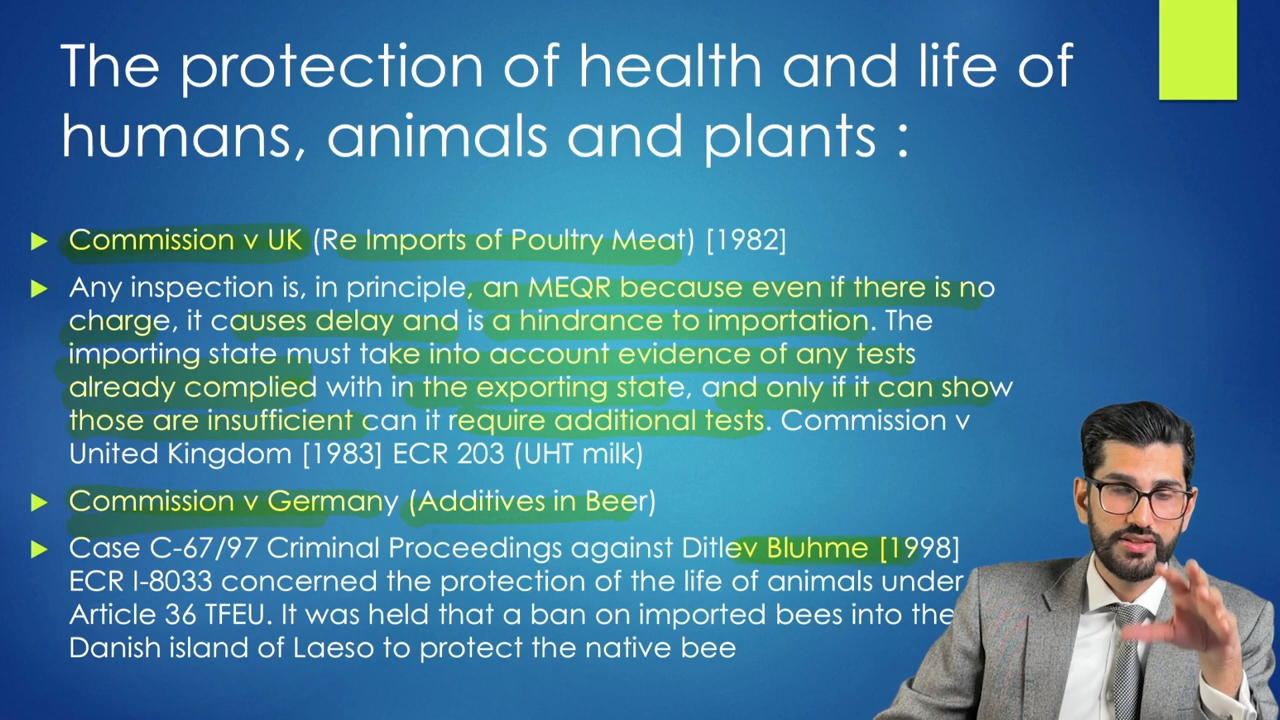 The protection of health and life of
humans, animals and plants :
Commission v UK (Re Imports of Poultry Meat) [1982]
Any inspection is, in principle, an MEQR because even if there is no
charge, it causes delay and is a hindrance to importation. The
importing state must take into account evidence of any tests
already complied with in the exporting state, and only if it can show
those are insufficient can it require additional tests. Commission v
United Kingdom [1983] ECR 203 (UHT milk)
Commission v Germany (Additives in Beer)
Case C-67/97 Criminal Proceedings against Ditlev Bluhme [1998]
ECR I-8033 concerned the protection of the life of animals under
Article 36 TFEU. It was held that a ban on imported bees into the
Danish island of Laeso to protect the native bee